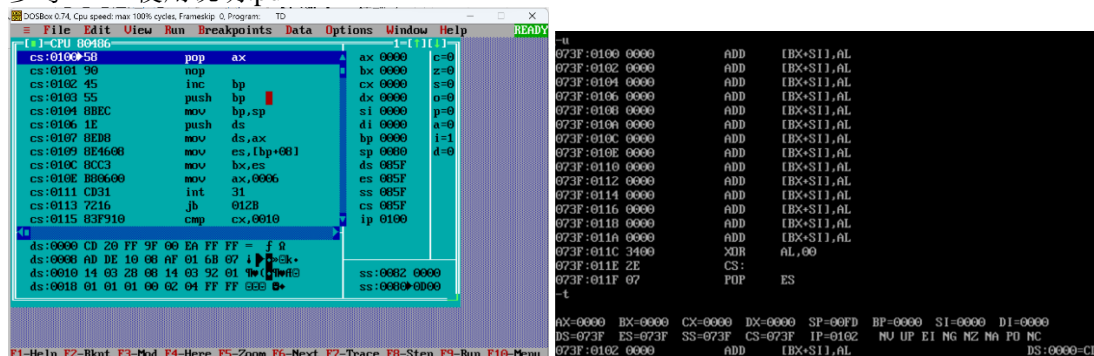 DOSBox 0.74, Cpu speed: max 100% cycles, Frameskip 0, Program: TD
≡ File Edit View Run Breakpoints Data Options Window Help READY
[■]=CPU 80486 1=[↑][↓]
cs:0100►58 pop ax
cs:0101 90 nop
cs:0102 45 inc bp
cs:0103 55 push bp
cs:0104 8BEC mov bp,sp
cs:0106 1E push ds
cs:0107 8ED8 mov ds,ax
cs:0109 8E4608 mov es,[bp+08]
cs:010C 8CC3 mov bx,es
cs:010E B80600 mov ax,0006
cs:0111 CD31 int 31
cs:0113 7216 jb 012B
cs:0115 83F910 cmp cx,0010
ax 0000 c=0
bx 0000 z=0
cx 0000 s=0
dx 0000 o=0
si 0000 p=0
di 0000 a=0
bp 0000 i=1
sp 0080 d=0
ds 085F
es 085F
ss 085F
cs 085F
ip 0100
ds:0000 CD 20 FF 9F 00 EA FF FF = ƒ Ω
ds:0008 AD DE 10 08 AF 01 6B 07
ds:0010 14 03 28 08 14 03 92 01
ds:0018 01 01 01 00 02 04 FF FF
ss:0082 0000
ss:0080►0D00
F1-Help F2-Bkpt F3-Mod F4-Here F5-Zoom F6-Next F7-Trace F8-Step F9-Run F10-Menu
-u
073F:0100 0000 ADD [BX+SI],AL
073F:0102 0000 ADD [BX+SI],AL
073F:0104 0000 ADD [BX+SI],AL
073F:0106 0000 ADD [BX+SI],AL
073F:0108 0000 ADD [BX+SI],AL
073F:010A 0000 ADD [BX+SI],AL
073F:010C 0000 ADD [BX+SI],AL
073F:010E 0000 ADD [BX+SI],AL
073F:0110 0000 ADD [BX+SI],AL
073F:0112 0000 ADD [BX+SI],AL
073F:0114 0000 ADD [BX+SI],AL
073F:0116 0000 ADD [BX+SI],AL
073F:0118 0000 ADD [BX+SI],AL
073F:011A 0000 ADD [BX+SI],AL
073F:011C 3400 XOR AL,00
073F:011E 2E CS:
073F:011F 07 POP ES
-t
AX=0000 BX=0000 CX=0000 DX=0000 SP=00FD BP=0000 SI=0000 DI=0000
DS=073F ES=073F SS=073F CS=073F IP=0102 NV UP EI NG NZ NA PO NC
073F:0102 0000 ADD [BX+SI],AL DS:0000=CD